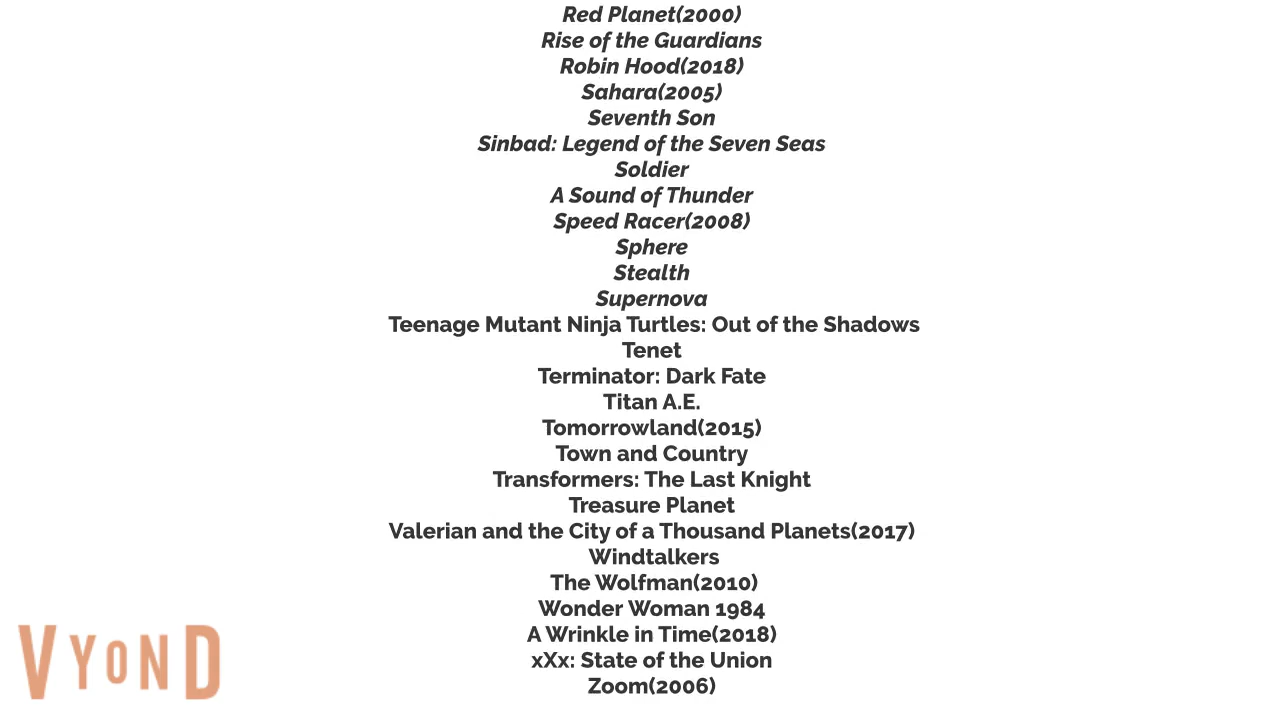 Red Planet(2000)
Rise of the Guardians
Robin Hood(2018)
Sahara(2005)
Seventh Son
Sinbad: Legend of the Seven Seas
Soldier
A Sound of Thunder
Speed Racer(2008)
Sphere
Stealth
Supernova
Teenage Mutant Ninja Turtles: Out of the Shadows
Tenet
Terminator: Dark Fate
Titan A.E.
Tomorrowland(2015)
Town and Country
Transformers: The Last Knight
Treasure Planet
Valerian and the City of a Thousand Planets(2017)
Windtalkers
The Wolfman(2010)
Wonder Woman 1984
A Wrinkle in Time(2018)
xXx: State of the Union
Zoom(2006)
VYOND